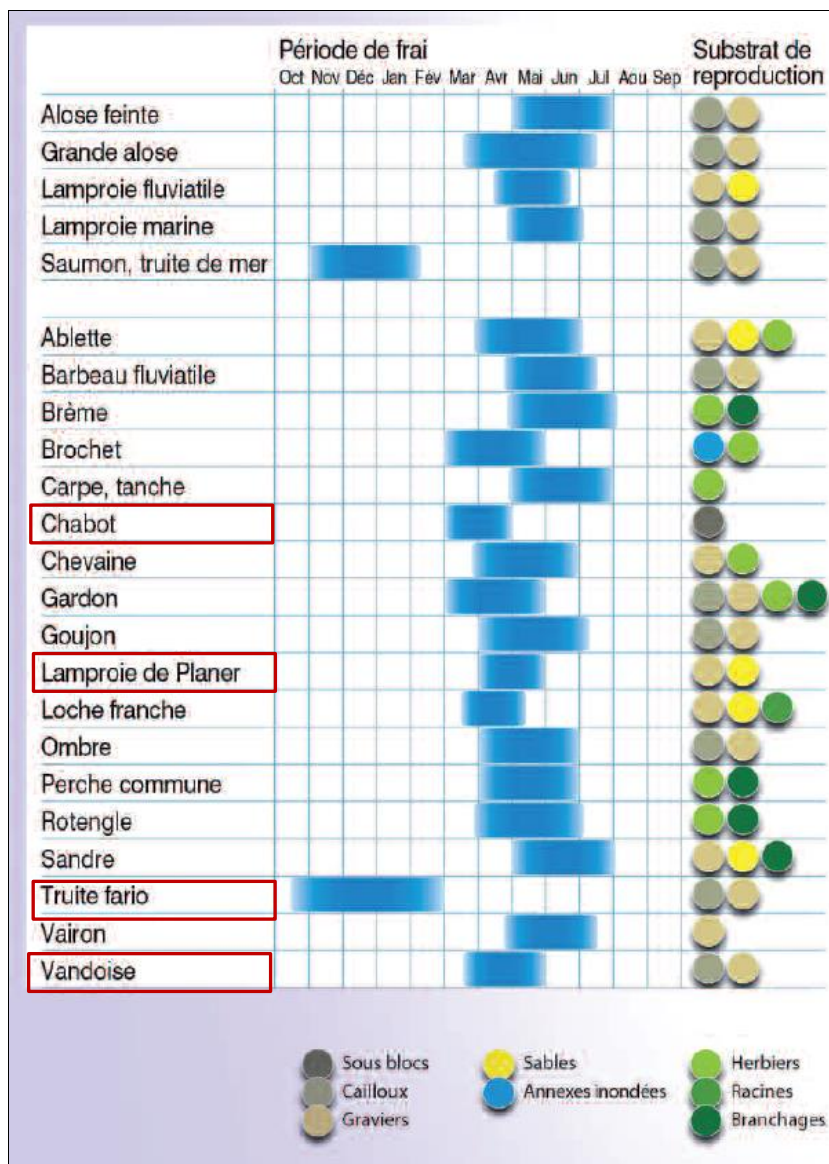 Période de frai
Substrat de
reproduction
Oct Nov Déc Jan Fév Mar Avr Mai Jun Jul Aou Sep
Alose feinte
Grande alose
Lamproie fluviatile
Lamproie marine
Saumon, truite de mer
Ablette
Barbeau fluviatile
Brème
Brochet
Carpe, tanche
Chabot
Chevaine
Gardon
Goujon
Lamproie de Planer
Loche franche
Ombre
Perche commune
Rotengle
Sandre
Truite fario
Vairon
Vandoise
Sous blocs
Cailloux
Graviers
Sables
Annexes inondées
Herbiers
Racines
Branchages